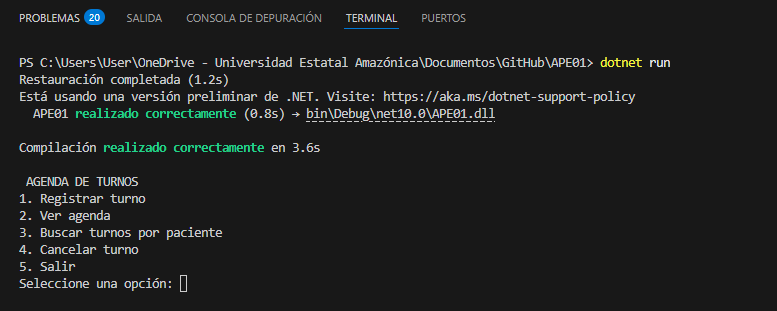 PROBLEMAS 20 SALIDA CONSOLA DE DEPURACIÓN TERMINAL PUERTOS
PS C:\Users\User\OneDrive - Universidad Estatal Amazónica\Documentos\GitHub\APE01> dotnet run
Restauración completada (1.2s)
Está usando una versión preliminar de .NET. Visite: https://aka.ms/dotnet-support-policy
APE01 realizado correctamente (0.8s) → bin\Debug\net10.0\APE01.dll
Compilación realizado correctamente en 3.6s
AGENDA DE TURNOS
1. Registrar turno
2. Ver agenda
3. Buscar turnos por paciente
4. Cancelar turno
5. Salir
Seleccione una opción: